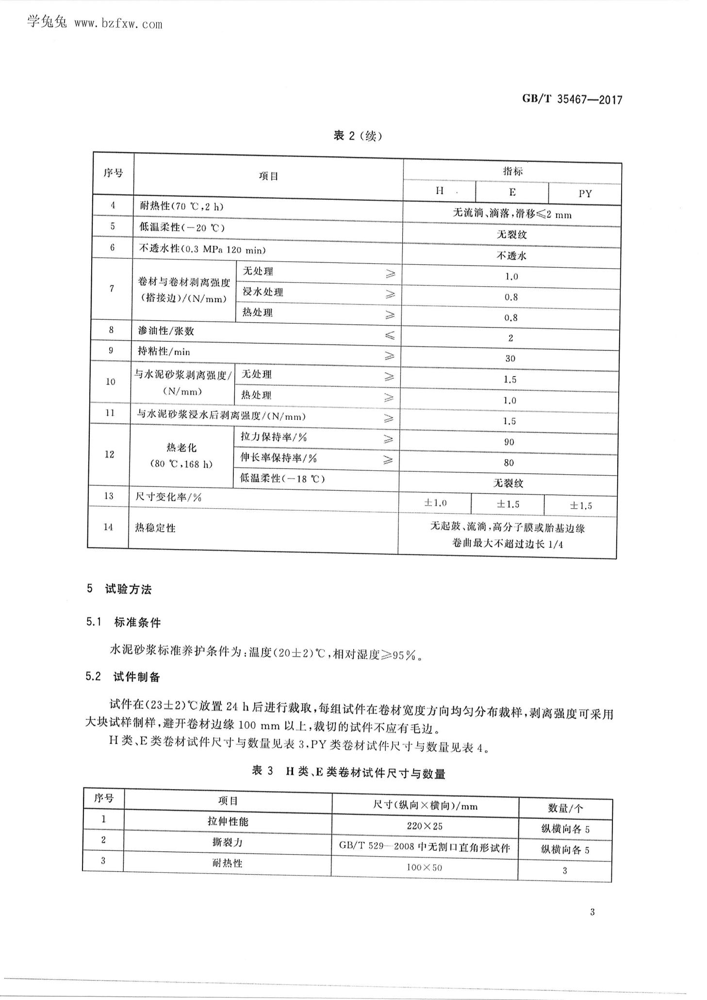 学兔兔 www.bzfxw.com
GB/T 35467—2017
表 2（续）
序号 项目 指标
H E PY
4 耐热性(70 ℃,2 h) 无流淌、滴落,滑移≤2 mm
5 低温柔性(－20 ℃) 无裂纹
6 不透水性(0.3 MPa 120 min) 不透水
7 卷材与卷材剥离强度
(搭接边)/(N/mm)
无处理 ≥ 1.0
浸水处理 ≥ 0.8
热处理 ≥ 0.8
8 渗油性/张数 ≤ 2
9 持粘性/min ≥ 30
10 与水泥砂浆剥离强度/
(N/mm)
无处理 ≥ 1.5
热处理 ≥ 1.0
11 与水泥砂浆浸水后剥离强度/(N/mm) ≥ 1.5
12 热老化
(80 ℃,168 h)
拉力保持率/% ≥ 90
伸长率保持率/% ≥ 80
低温柔性(－18 ℃) 无裂纹
13 尺寸变化率/% ±1.0 ±1.5 ±1.5
14 热稳定性 无起鼓、流淌,高分子膜或胎基边缘
卷曲最大不超过边长 1/4
5 试验方法
5.1 标准条件
水泥砂浆标准养护条件为:温度(20±2)℃,相对湿度≥95%。
5.2 试件制备
试件在(23±2)℃放置 24 h 后进行裁取,每组试件在卷材宽度方向均匀分布裁样,剥离强度可采用
大块试样制样,避开卷材边缘 100 mm 以上,裁切的试件不应有毛边。
H 类、E 类卷材试件尺寸与数量见表 3,PY 类卷材试件尺寸与数量见表 4。
表 3 H 类、E 类卷材试件尺寸与数量
序号 项目 尺寸(纵向×横向)/mm 数量/个
1 拉伸性能 220×25 纵横向各 5
2 撕裂力 GB/T 529—2008 中无割口直角形试件 纵横向各 5
3 耐热性 100×50 3
3